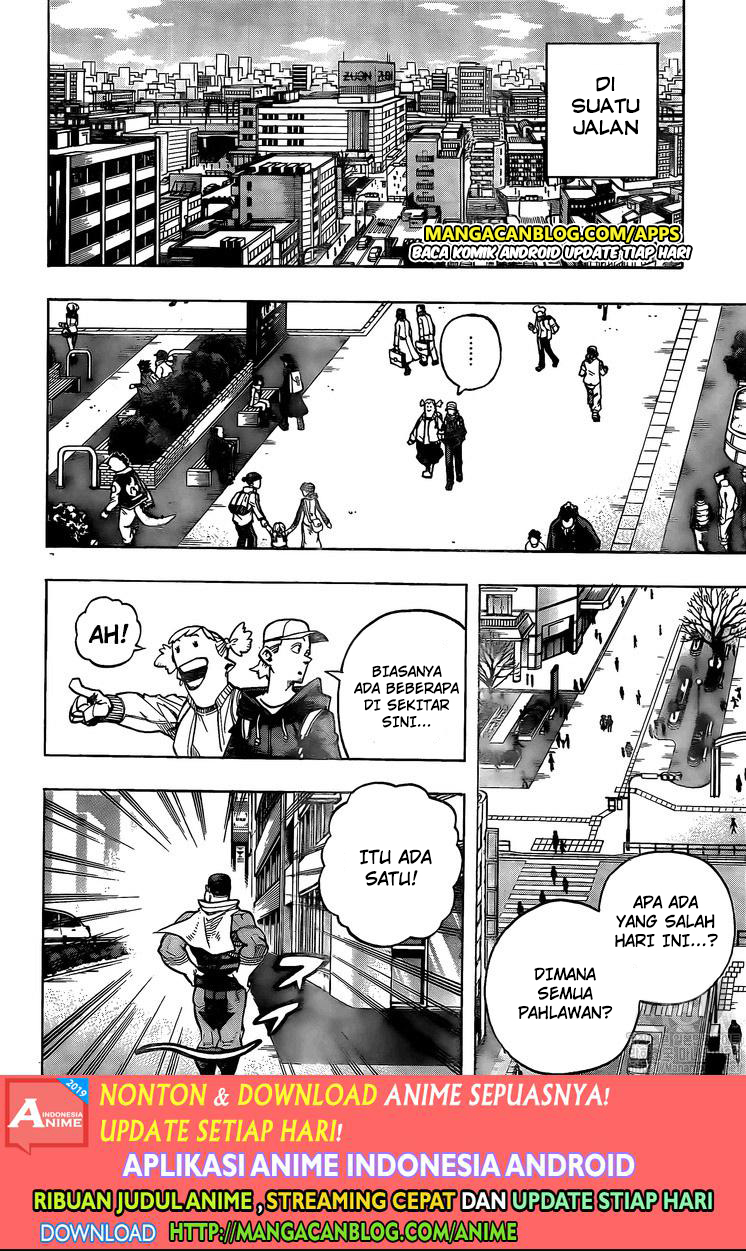 DI
SUATU
JALAN
MANGACANBLOG.COM/APPS
BACA KOMIK ANDROID UPDATE TIAP HARI
........
APA ADA
YANG SALAH
HARI INI...?
DIMANA
SEMUA
PAHLAWAN?
BIASANYA
ADA BEBERAPA
DI SEKITAR
SINI...
AH!
ITU ADA
SATU!
2019
INDONESIA
ANIME
NONTON & DOWNLOAD ANIME SEPUASNYA!
UPDATE SETIAP HARI!
APLIKASI ANIME INDONESIA ANDROID
RIBUAN JUDUL ANIME , STREAMING CEPAT DAN UPDATE STIAP HARI
DOWNLOAD HTTP://MANGACANBLOG.COM/ANIME